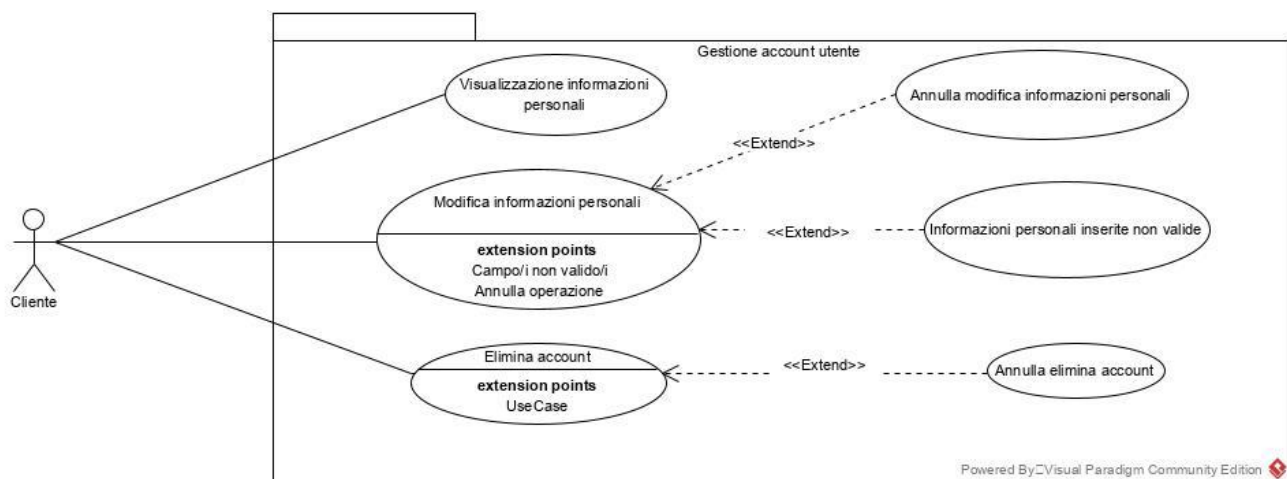 Gestione account utente
Visualizzazione informazioni
personali
Annulla modifica informazioni personali
<<Extend>>
Modifica informazioni personali
extension points
Campo/i non valido/i
Annulla operazione
<<Extend>>
Informazioni personali inserite non valide
Cliente
Elimina account
extension points
UseCase
<<Extend>>
Annulla elimina account
Powered By Visual Paradigm Community Edition